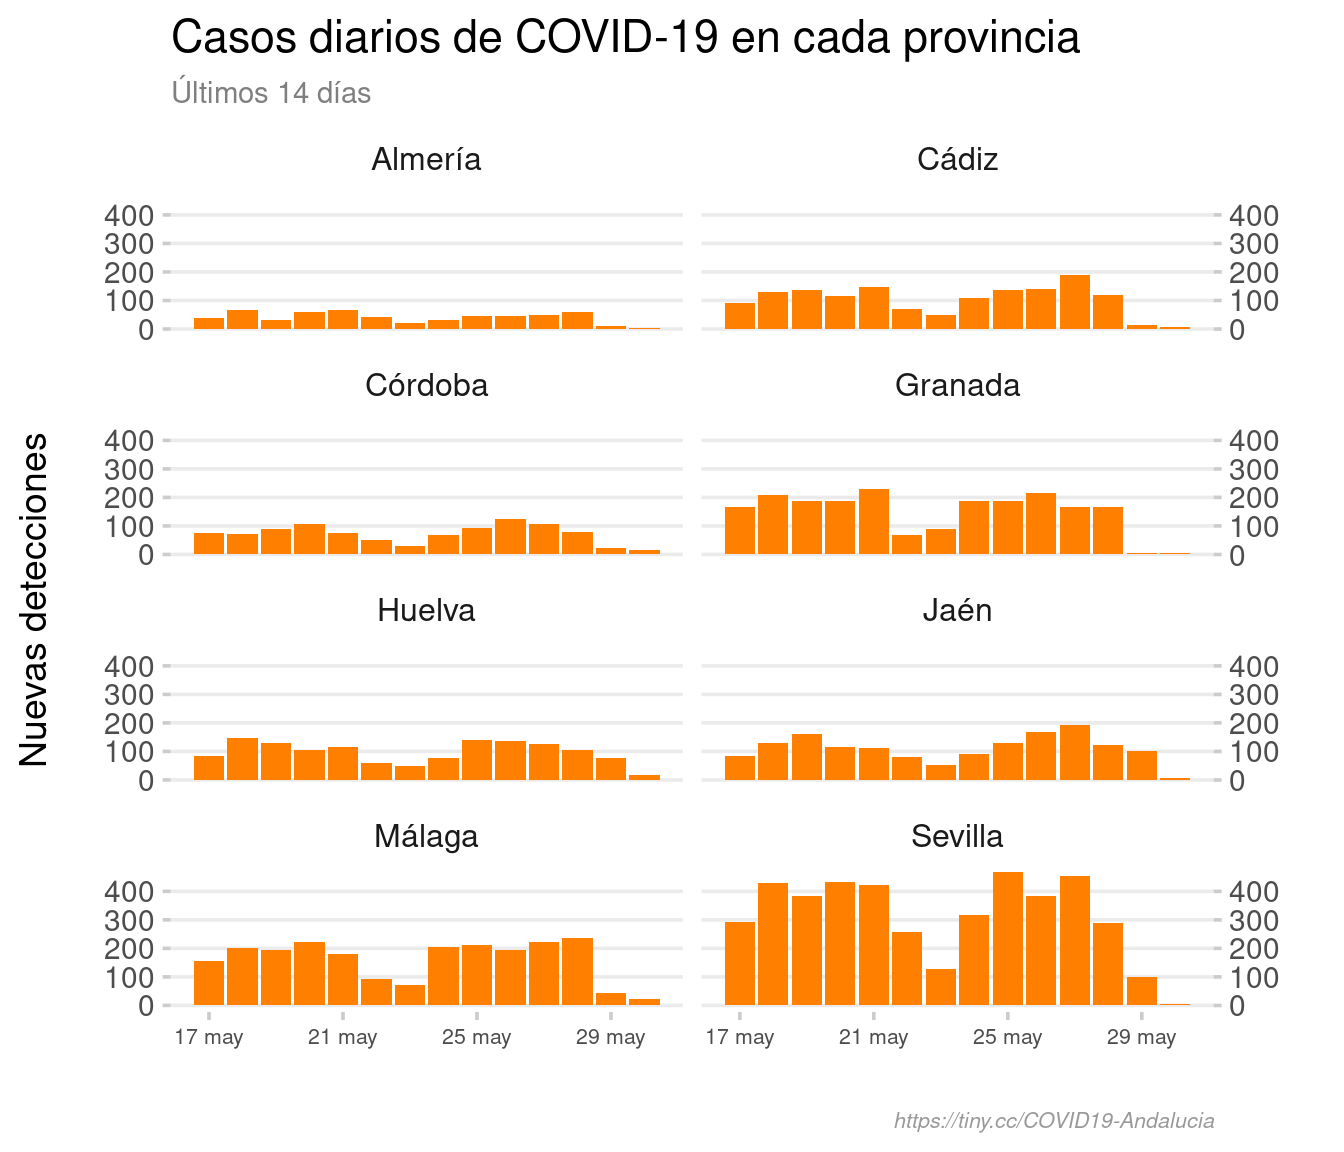 Casos diarios de COVID-19 en cada provincia
Últimos 14 días
Almería
Cádiz
400
300
200
100
0
400
300
200
100
0
Córdoba
Granada
400
300
200
100
0
400
300
200
100
0
Nuevas detecciones
Huelva
Jaén
400
300
200
100
0
400
300
200
100
0
Málaga
Sevilla
400
300
200
100
0
400
300
200
100
0
17 may 21 may 25 may 29 may
17 may 21 may 25 may 29 may
https://tiny.cc/COVID19-Andalucia